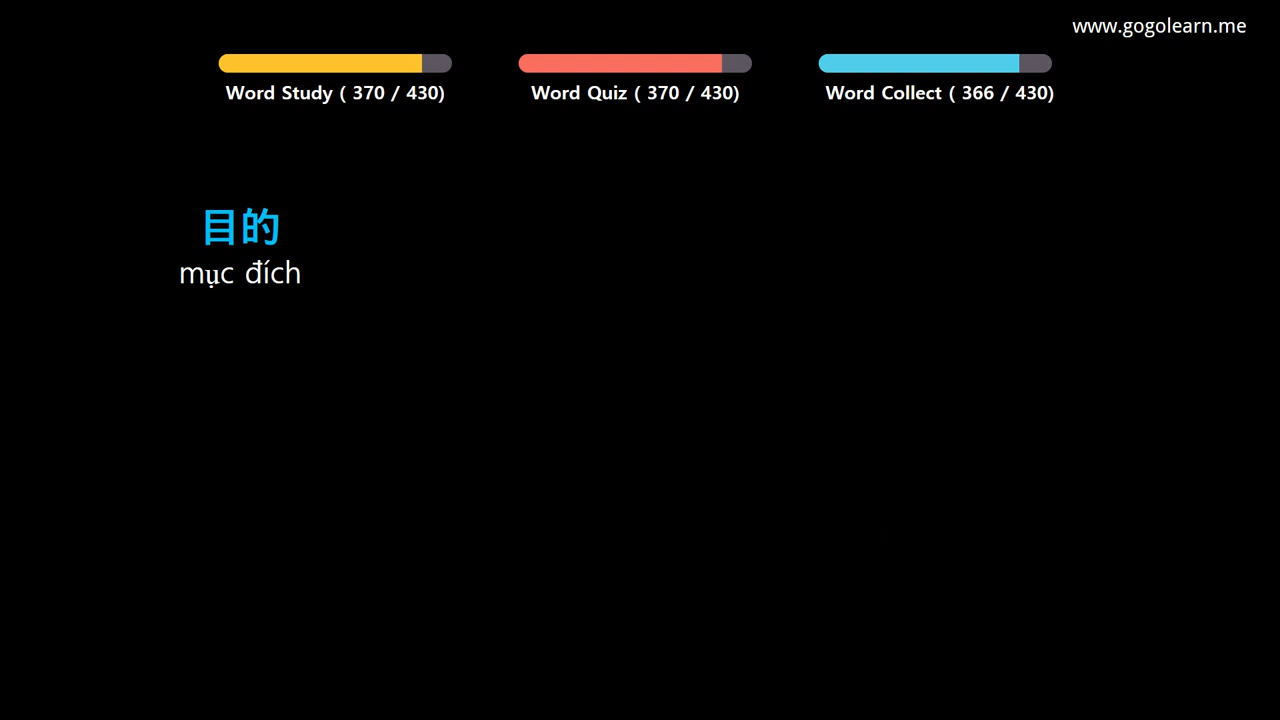 www.gogolearn.me
Word Study ( 370 / 430)
Word Quiz ( 370 / 430)
Word Collect ( 366 / 430)
目的
mục đích